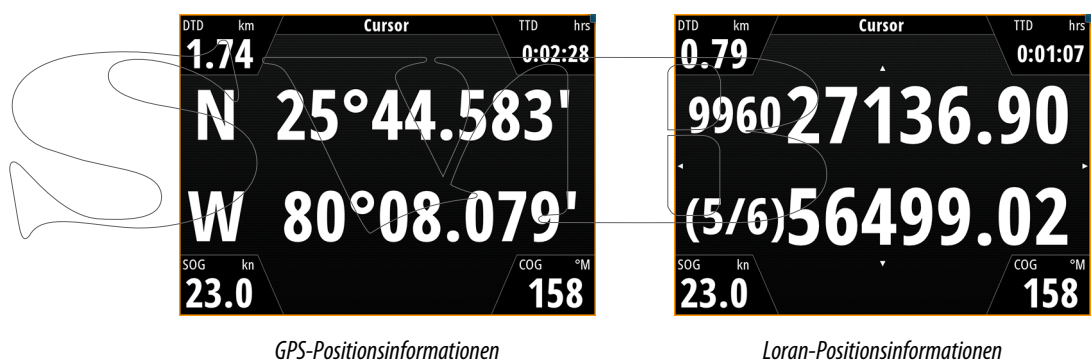 DTD km Cursor TTD hrs
1.74 0:02:28
N 25°44.583'
W 80°08.079'
SOG kn COG °M
23.0 158
GPS-Positionsinformationen
DTD km Cursor TTD hrs
0.79 0:01:07
9960 27136.90
(5/6) 56499.02
SOG kn COG °M
23.0 158
Loran-Positionsinformationen